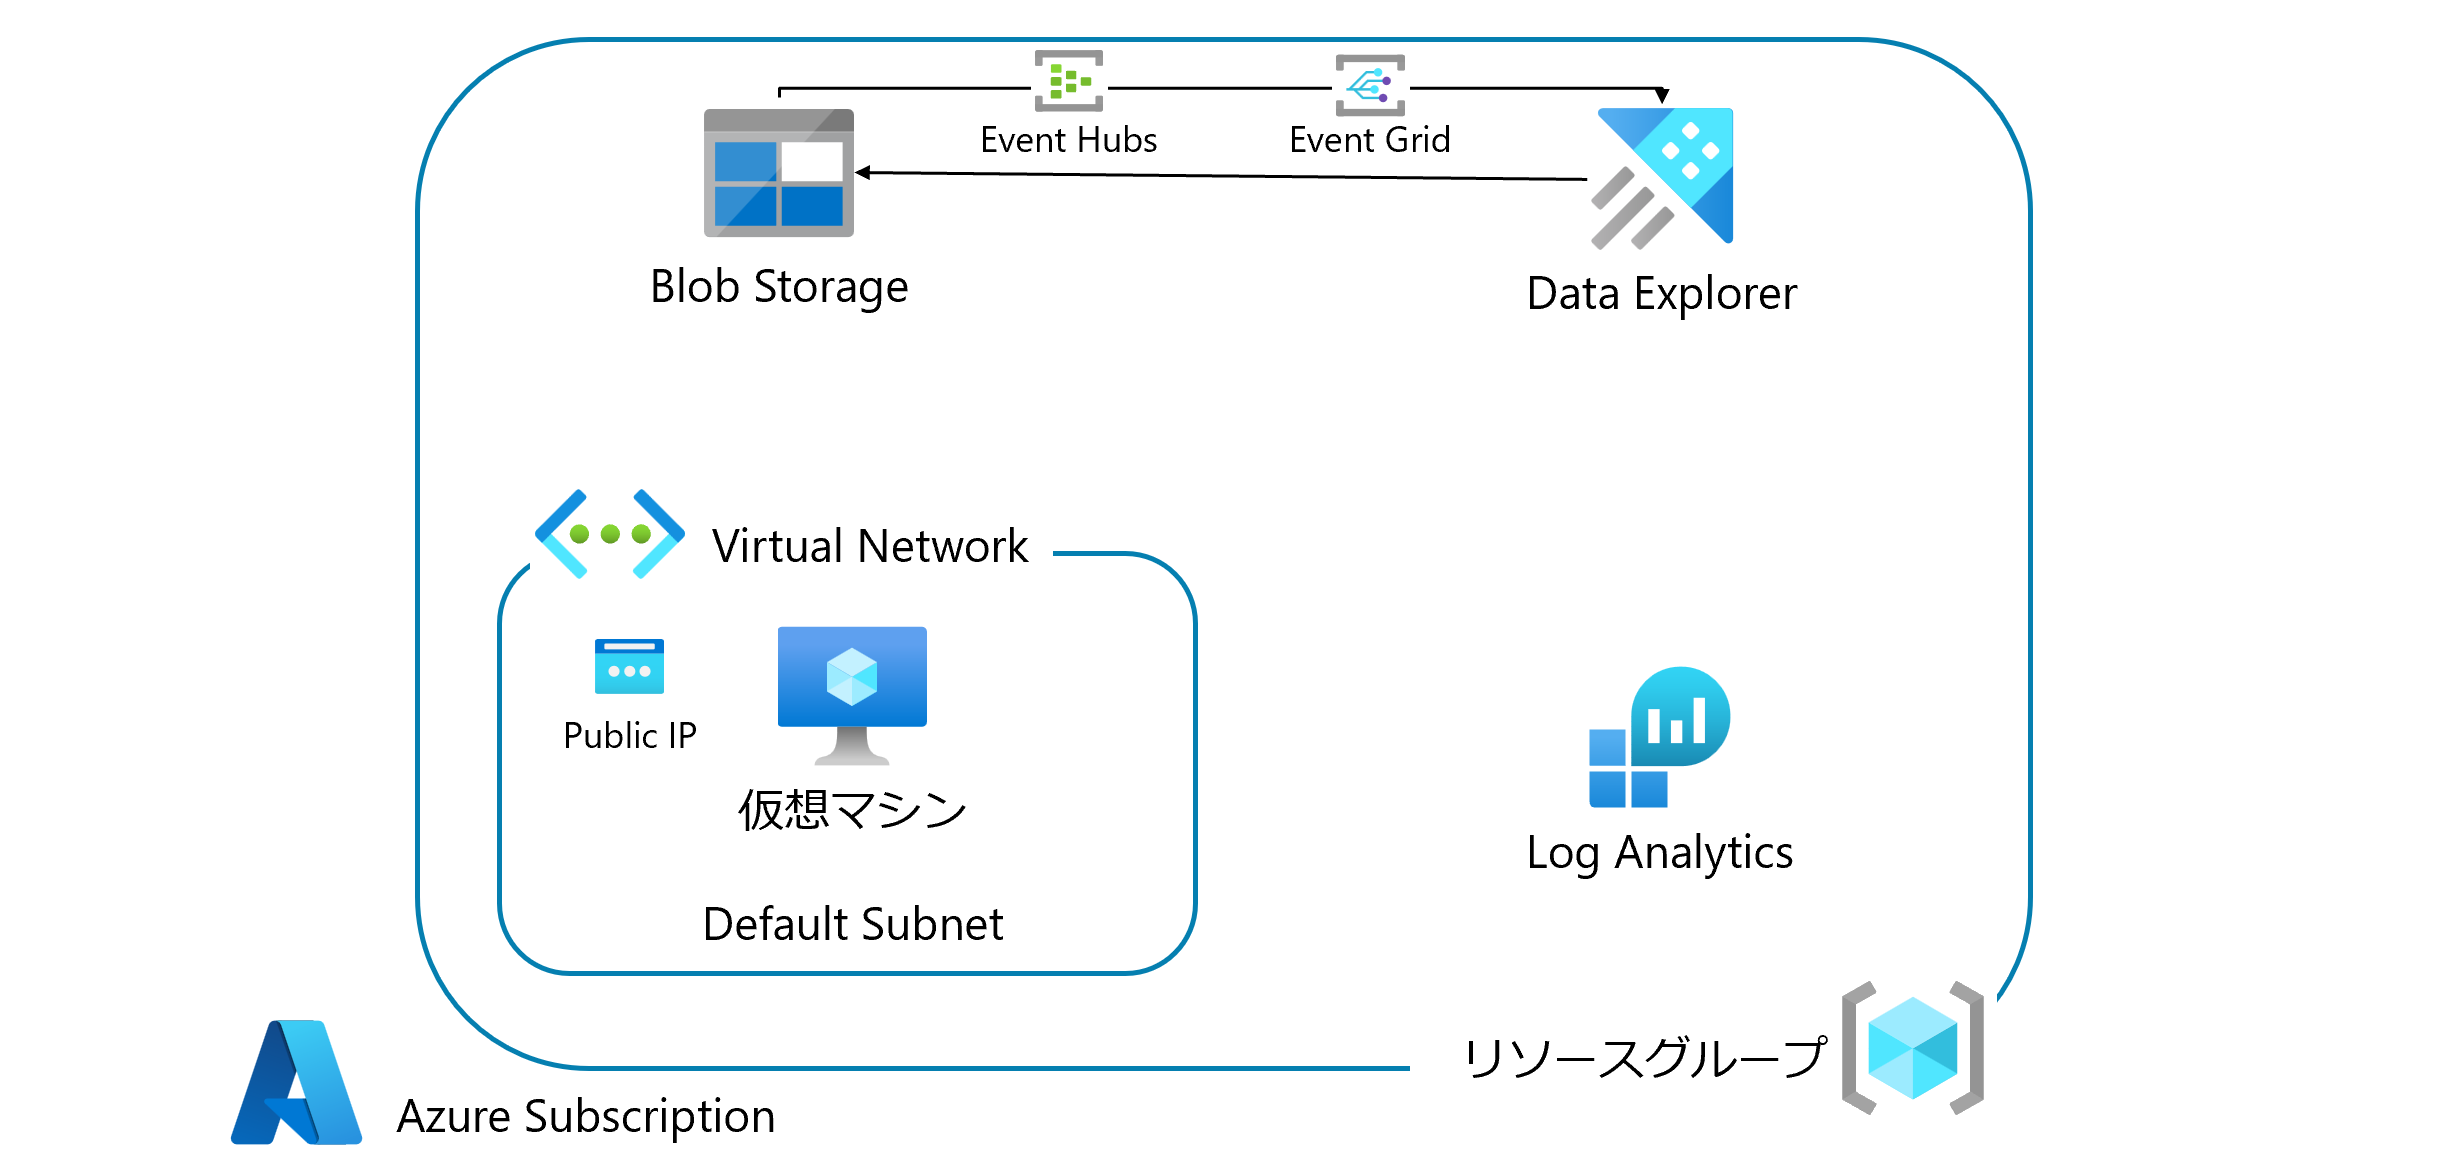 Event Hubs
Event Grid
Blob Storage
Data Explorer
Virtual Network
Public IP
仮想マシン
Default Subnet
Log Analytics
リソースグループ
Azure Subscription